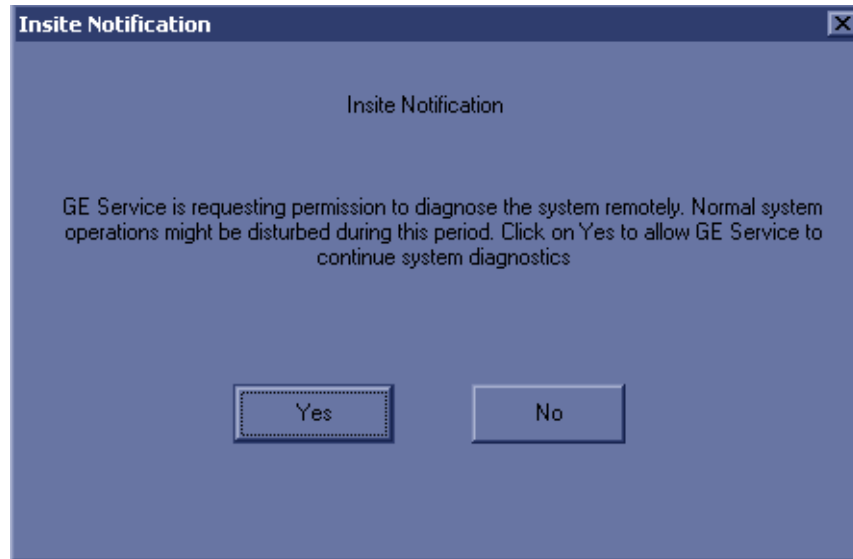 Insite Notification
Insite Notification
GE Service is requesting permission to diagnose the system remotely. Normal system
operations might be disturbed during this period. Click on Yes to allow GE Service to
continue system diagnostics
Yes
No